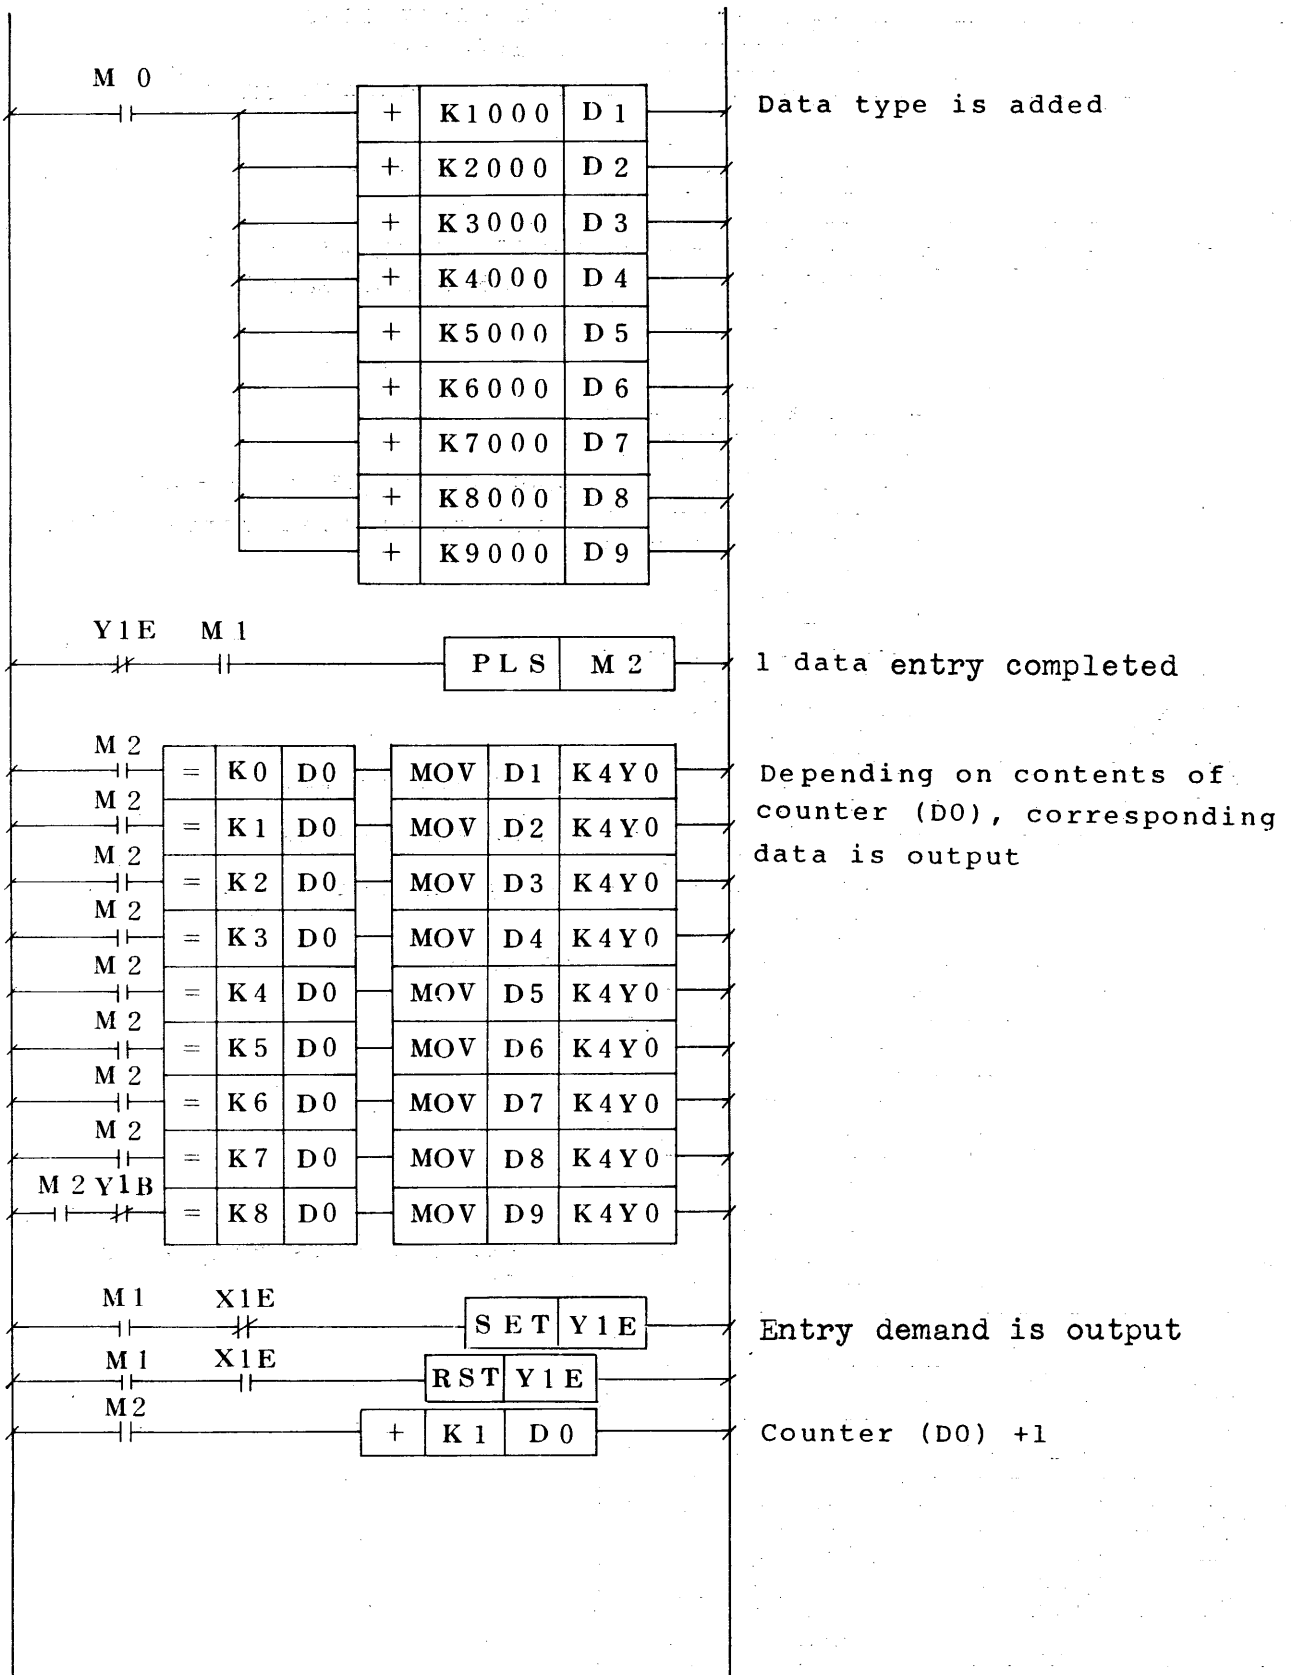 M 0
+ K1000 D1 Data type is added
+ K2000 D2
+ K3000 D3
+ K4000 D4
+ K5000 D5
+ K6000 D6
+ K7000 D7
+ K8000 D8
+ K9000 D9
Y1E M1
PLS M2 1 data entry completed
M2
= K0 D0 MOV D1 K4Y0 Depending on contents of
M2
= K1 D0 MOV D2 K4Y0 counter (D0), corresponding
M2
= K2 D0 MOV D3 K4Y0 data is output
M2
= K3 D0 MOV D4 K4Y0
M2
= K4 D0 MOV D5 K4Y0
M2
= K5 D0 MOV D6 K4Y0
M2
= K6 D0 MOV D7 K4Y0
M2
= K7 D0 MOV D8 K4Y0
M2 Y1B
= K8 D0 MOV D9 K4Y0
M1 X1E
SET Y1E Entry demand is output
M1 X1E
RST Y1E
M2
+ K1 D0 Counter (D0) +1